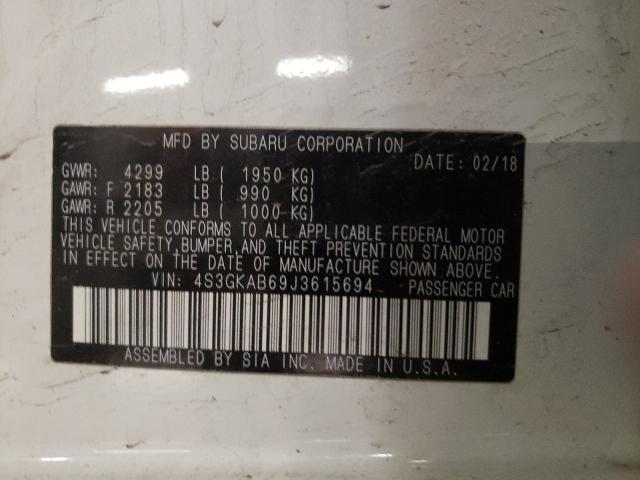 MFD BY SUBARU CORPORATION
GVWR: 4299 LB ( 1950 KG) DATE: 02/18
GAWR: F 2183 LB ( 990 KG)
GAWR: R 2205 LB ( 1000 KG)
THIS VEHICLE CONFORMS TO ALL APPLICABLE FEDERAL MOTOR
VEHICLE SAFETY, BUMPER, AND THEFT PREVENTION STANDARDS
IN EFFECT ON THE DATE OF MANUFACTURE SHOWN ABOVE.
VIN: 4S3GKAB69J3615694 PASSENGER CAR
ASSEMBLED BY SIA INC. MADE IN U.S.A.